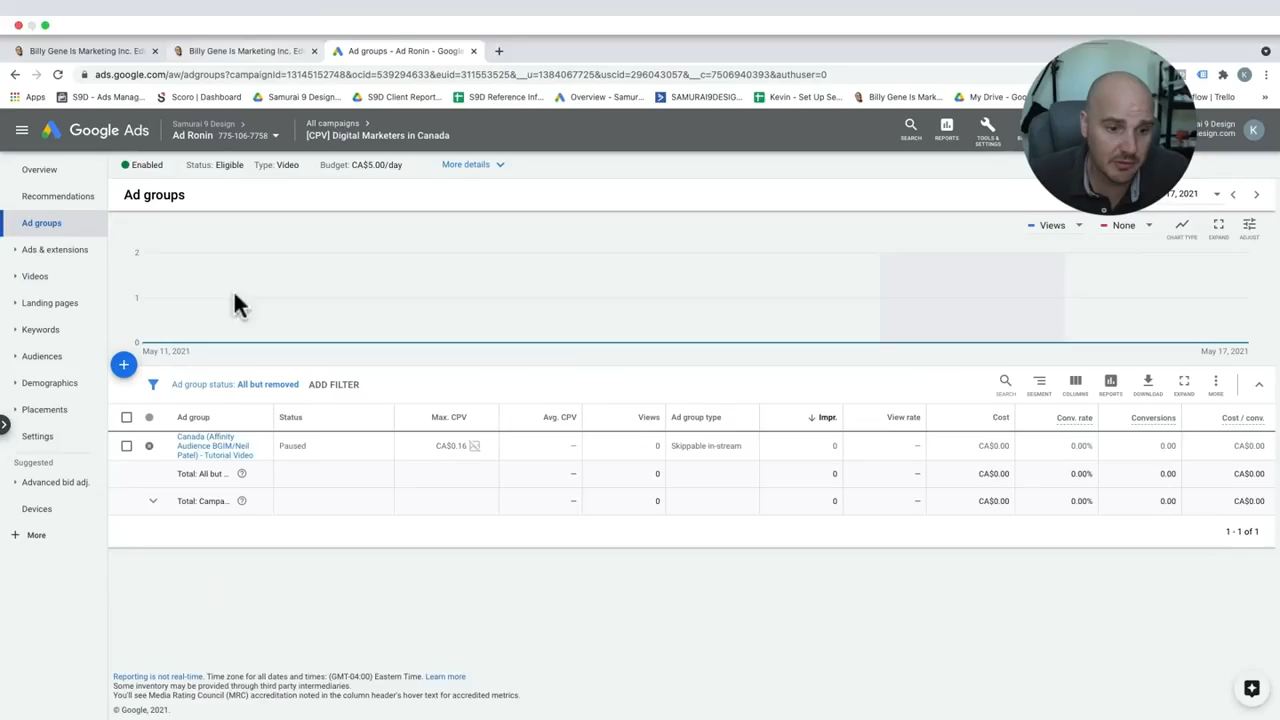 Billy Gene Is Marketing Inc. Edi
Billy Gene Is Marketing Inc. Edi
Ad groups - Ad Ronin - Google
ads.google.com/aw/adgroups?campaignId=13145152748&ocid=539294633&euid=311553525&__u=1384067725&uscid=296043057&__c=7506940393&authuser=0
Apps
S9D - Ads Manag...
Scoro | Dashboard
Samurai 9 Design...
S9D Client Report...
S9D Reference Inf...
Overview - Samur...
SAMURAI9DESIG...
Kevin - Set Up Se...
Billy Gene is Mark...
My Drive - Goo
flow | Trello
Google Ads
Samurai 9 Design
Ad Ronin 775-106-7758
All campaigns
[CPV] Digital Marketers in Canada
SEARCH
REPORTS
TOOLS &
SETTINGS
design.com
K
Enabled
Status: Eligible
Type: Video
Budget: CA$5.00/day
More details
Overview
Recommendations
Ad groups
Ads & extensions
Videos
Landing pages
Keywords
Audiences
Demographics
Placements
Settings
Suggested
Advanced bid adj.
Devices
More
Ad groups
17, 2021
Views
None
CHART TYPE
EXPAND
ADJUST
2
1
0
May 11, 2021
May 17, 2021
Ad group status: All but removed
ADD FILTER
SEARCH
SEGMENT
COLUMNS
REPORTS
DOWNLOAD
EXPAND
MORE
Ad group
Status
Max. CPV
Avg. CPV
Views
Ad group type
Impr.
View rate
Cost
Conv. rate
Conversions
Cost / conv.
Canada (Affinity
Audience BGIM/Neil
Patel) - Tutorial Video
Paused
CA$0.16
—
0
Skippable in-stream
0
—
CA$0.00
0.00%
0.00
CA$0.00
Total: All but ..
—
0
0
—
CA$0.00
0.00%
0.00
CA$0.00
Total: Campa...
—
0
0
—
CA$0.00
0.00%
0.00
CA$0.00
1 - 1 of 1
Reporting is not real-time. Time zone for all dates and times: (GMT-04:00) Eastern Time. Learn more
Some inventory may be provided through third party intermediaries.
You'll see Media Rating Council (MRC) accreditation noted in the column header's hover text for accredited metrics.
© Google, 2021.